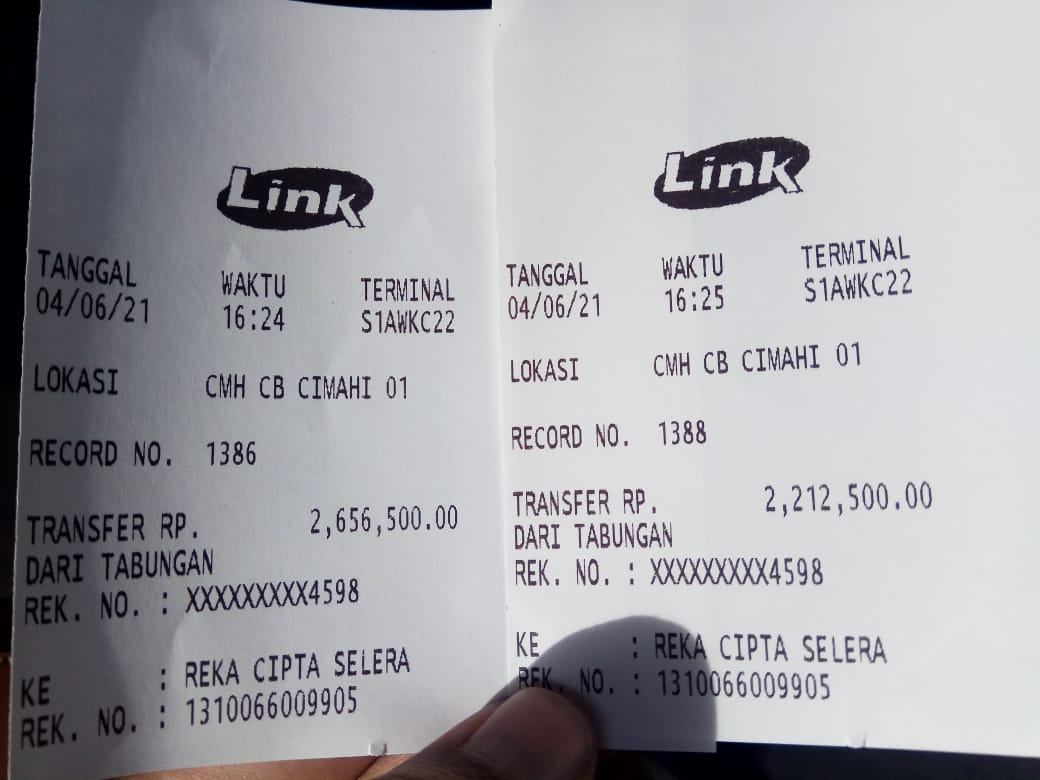 Link
TANGGAL WAKTU TERMINAL
04/06/21 16:24 S1AWKC22
LOKASI CMH CB CIMAHI 01
RECORD NO. 1386
TRANSFER RP. 2,656,500.00
DARI TABUNGAN
REK. NO. : XXXXXXXXX4598
KE : REKA CIPTA SELERA
REK. NO. : 1310066009905
Link
TANGGAL WAKTU TERMINAL
04/06/21 16:25 S1AWKC22
LOKASI CMH CB CIMAHI 01
RECORD NO. 1388
TRANSFER RP. 2,212,500.00
DARI TABUNGAN
REK. NO. : XXXXXXXXX4598
KE : REKA CIPTA SELERA
REK. NO. : 1310066009905